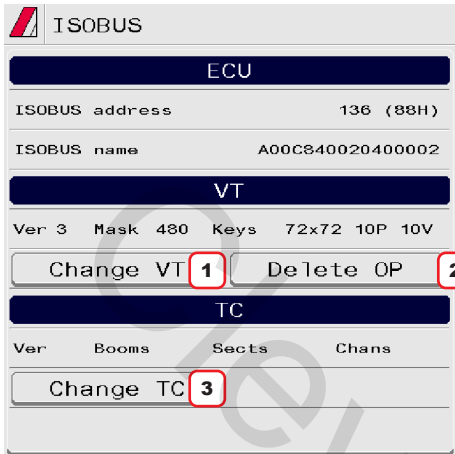 ISOBUS
ECU
ISOBUS address 136 (88H)
ISOBUS name A00C840020400002
VT
Ver 3 Mask 480 Keys 72x72 10P 10V
Change VT 1 Delete OP 2
TC
Ver Booms Sects Chans
Change TC 3